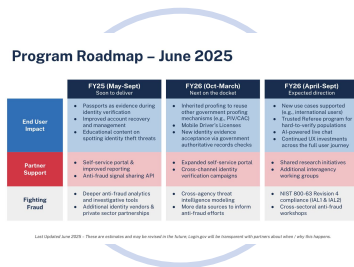 Program Roadmap – June 2025
FY25 (May-Sept)
Soon to deliver
FY26 (Oct-March)
Next on the docket
FY26 (April-Sept)
Expected direction
End User
Impact
• Passports as evidence during
identity verification
• Improved account recovery
and management
• Educational content on
spotting identity theft threats
• Inherited proofing to reuse
other government proofing
mechanisms (e.g., PIV/CAC)
• Mobile Driver's Licenses
• New identity evidence
acceptance via government
authoritative records checks
• New use cases supported
(e.g., international users)
• Trusted Referee program for
hard-to-verify populations
• AI-powered live chat
• Continued UX investments
across the full user journey
Partner
Support
• Self-service portal &
improved reporting
• Anti-fraud signal sharing API
• Expanded self-service portal
• Cross-channel identity
verification campaigns
• Shared research initiatives
• Additional interagency
working groups
Fighting
Fraud
• Deeper anti-fraud analytics
and investigative tools
• Additional identity vendors &
private sector partnerships
• Cross-agency threat
intelligence modeling
• More data sources to inform
anti-fraud efforts
• NIST 800-63 Revision 4
compliance (IAL1 & IAL2)
• Cross-sectoral anti-fraud
workshops
Last Updated June 2025 – These are estimates and may be revised in the future. Login.gov will be transparent with partners about when / why this happens.